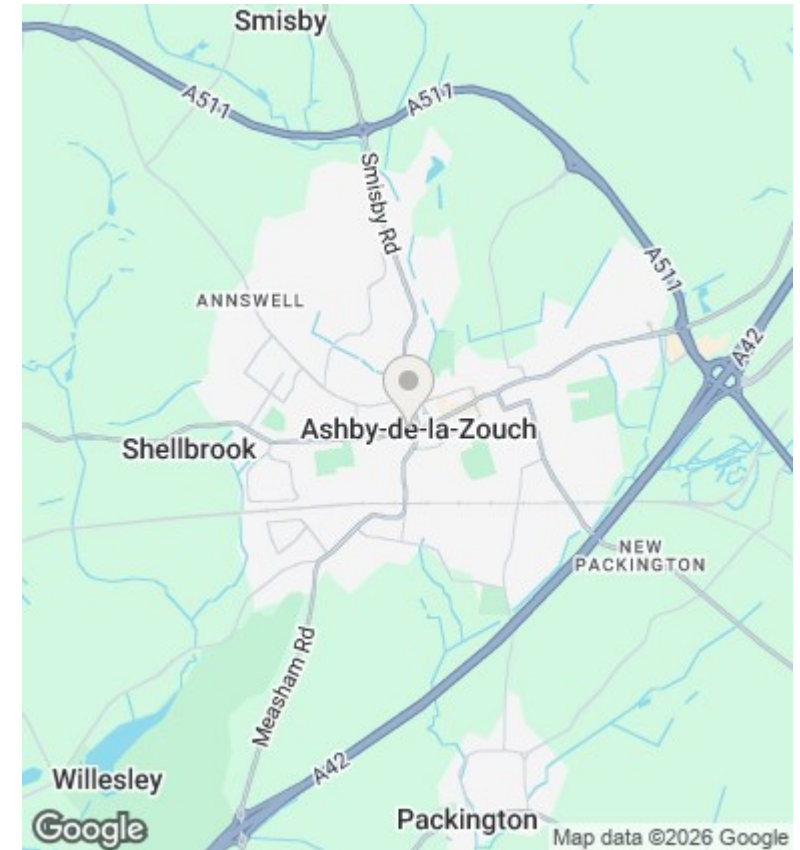 Smisby
A511
A511
Smisby Rd
A511
ANNSWELL
A42
Ashby-de-la-Zouch
Shellbrook
NEW
PACKINGTON
Measham Rd
A42
Willesley
Packington
Google
Map data ©2026 Google